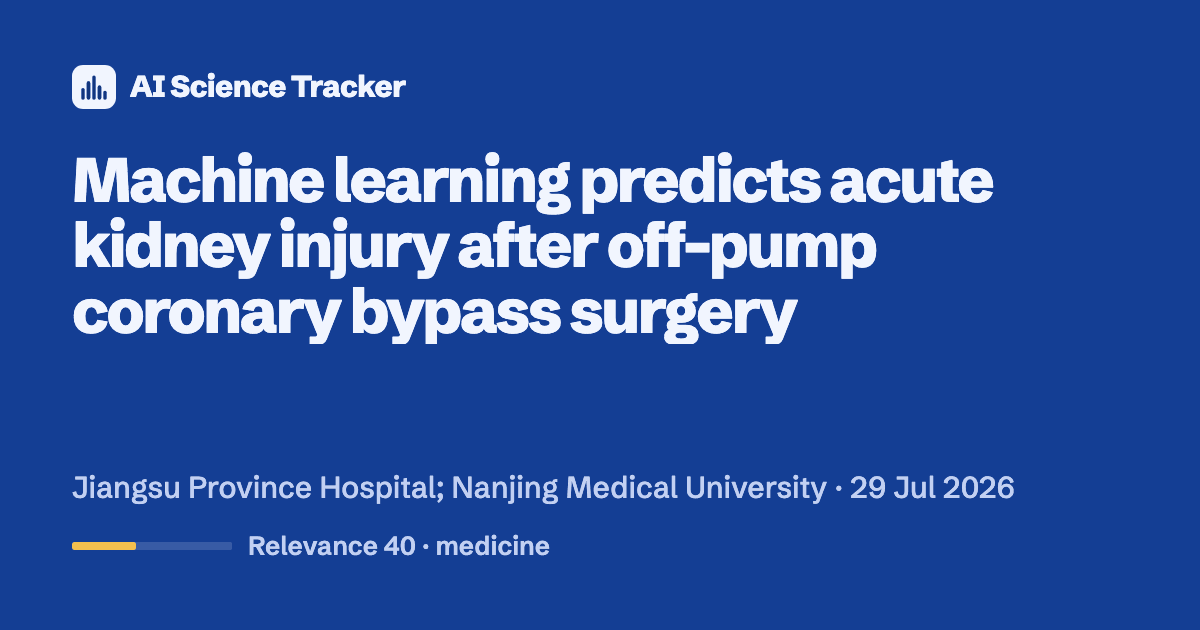 AI Science Tracker
Machine learning predicts acute
kidney injury after off-pump
coronary bypass surgery
Jiangsu Province Hospital; Nanjing Medical University · 29 Jul 2026
Relevance 40 · medicine